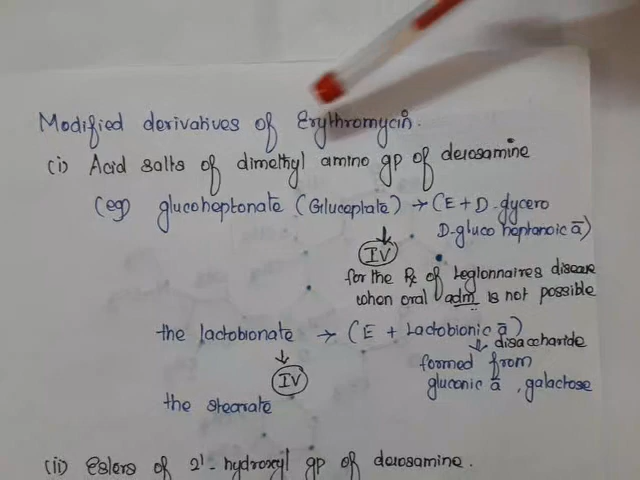 Modified derivatives of Erythromycin.
(i) Acid salts of dimethyl amino gp of desosamine
(eg) glucoheptonate (Gluceptate) → (E + D-glycero
D-gluco heptanoic ā)
↓
IV
for the Rx of Legionnaires disease
when oral adm is not possible
the lactobionate → (E + Lactobionic ā)
↓ disaccharide
IV formed from
gluconic ā, galactose
the stearate
(ii) Esters of 2'-hydroxyl gp of desosamine.